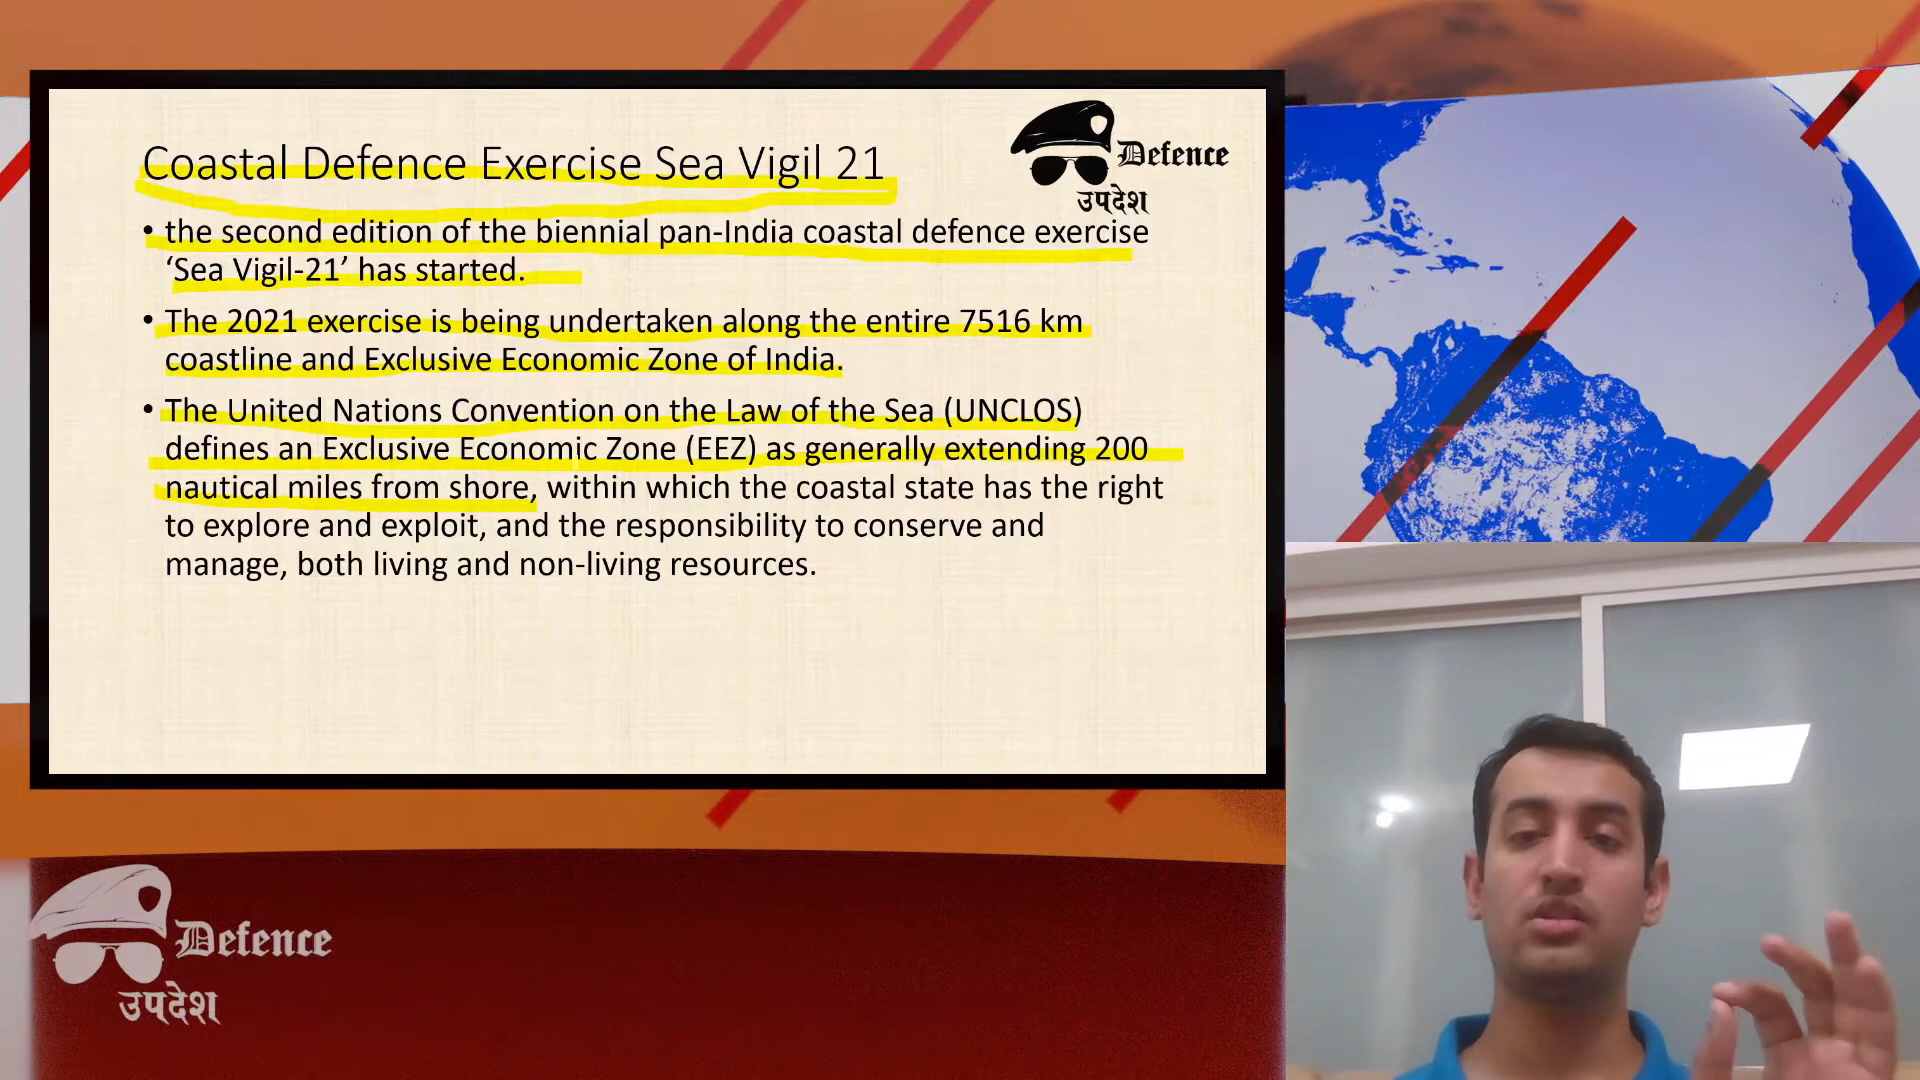 Coastal Defence Exercise Sea Vigil 21
Defence
उपदेश
• the second edition of the biennial pan-India coastal defence exercise
‘Sea Vigil-21’ has started.
• The 2021 exercise is being undertaken along the entire 7516 km
coastline and Exclusive Economic Zone of India.
• The United Nations Convention on the Law of the Sea (UNCLOS)
defines an Exclusive Economic Zone (EEZ) as generally extending 200
nautical miles from shore, within which the coastal state has the right
to explore and exploit, and the responsibility to conserve and
manage, both living and non-living resources.
Defence
उपदेश